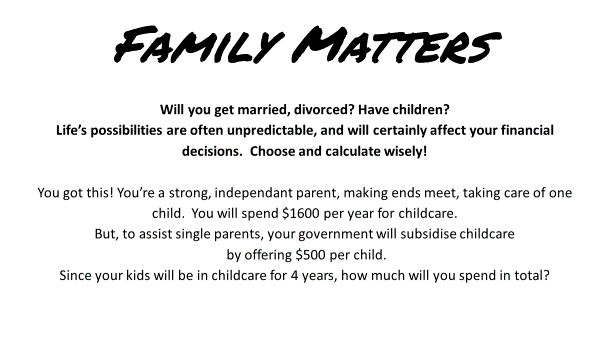 FAMILY MATTERS
Will you get married, divorced? Have children?
Life's possibilities are often unpredictable, and will certainly affect your financial
decisions.  Choose and calculate wisely!
You got this! You're a strong, independant parent, making ends meet, taking care of one
child.  You will spend $1600 per year for childcare.
But, to assist single parents, your government will subsidise childcare
by offering $500 per child.
Since your kids will be in childcare for 4 years, how much will you spend in total?